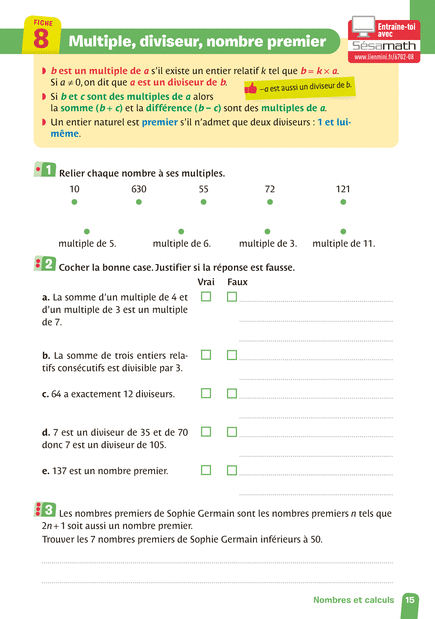 FICHE
8
Multiple, diviseur, nombre premier
Entraîne-toi
avec
Sésamath
www.lienmini.fr/6702-08
b est un multiple de a s'il existe un entier relatif k tel que b = k × a.
Si a ≠ 0, on dit que a est un diviseur de b.
–a est aussi un diviseur de b.
Si b et c sont des multiples de a alors
la somme (b + c) et la différence (b – c) sont des multiples de a.
Un entier naturel est premier s'il n'admet que deux diviseurs : 1 et lui-
même.
1 Relier chaque nombre à ses multiples.
10 630 55 72 121
multiple de 5. multiple de 6. multiple de 3. multiple de 11.
2 Cocher la bonne case. Justifier si la réponse est fausse.
Vrai Faux
a. La somme d'un multiple de 4 et
d'un multiple de 3 est un multiple
de 7.
b. La somme de trois entiers rela-
tifs consécutifs est divisible par 3.
c. 64 a exactement 12 diviseurs.
d. 7 est un diviseur de 35 et de 70
donc 7 est un diviseur de 105.
e. 137 est un nombre premier.
3 Les nombres premiers de Sophie Germain sont les nombres premiers n tels que
2n + 1 soit aussi un nombre premier.
Trouver les 7 nombres premiers de Sophie Germain inférieurs à 50.
Nombres et calculs 15